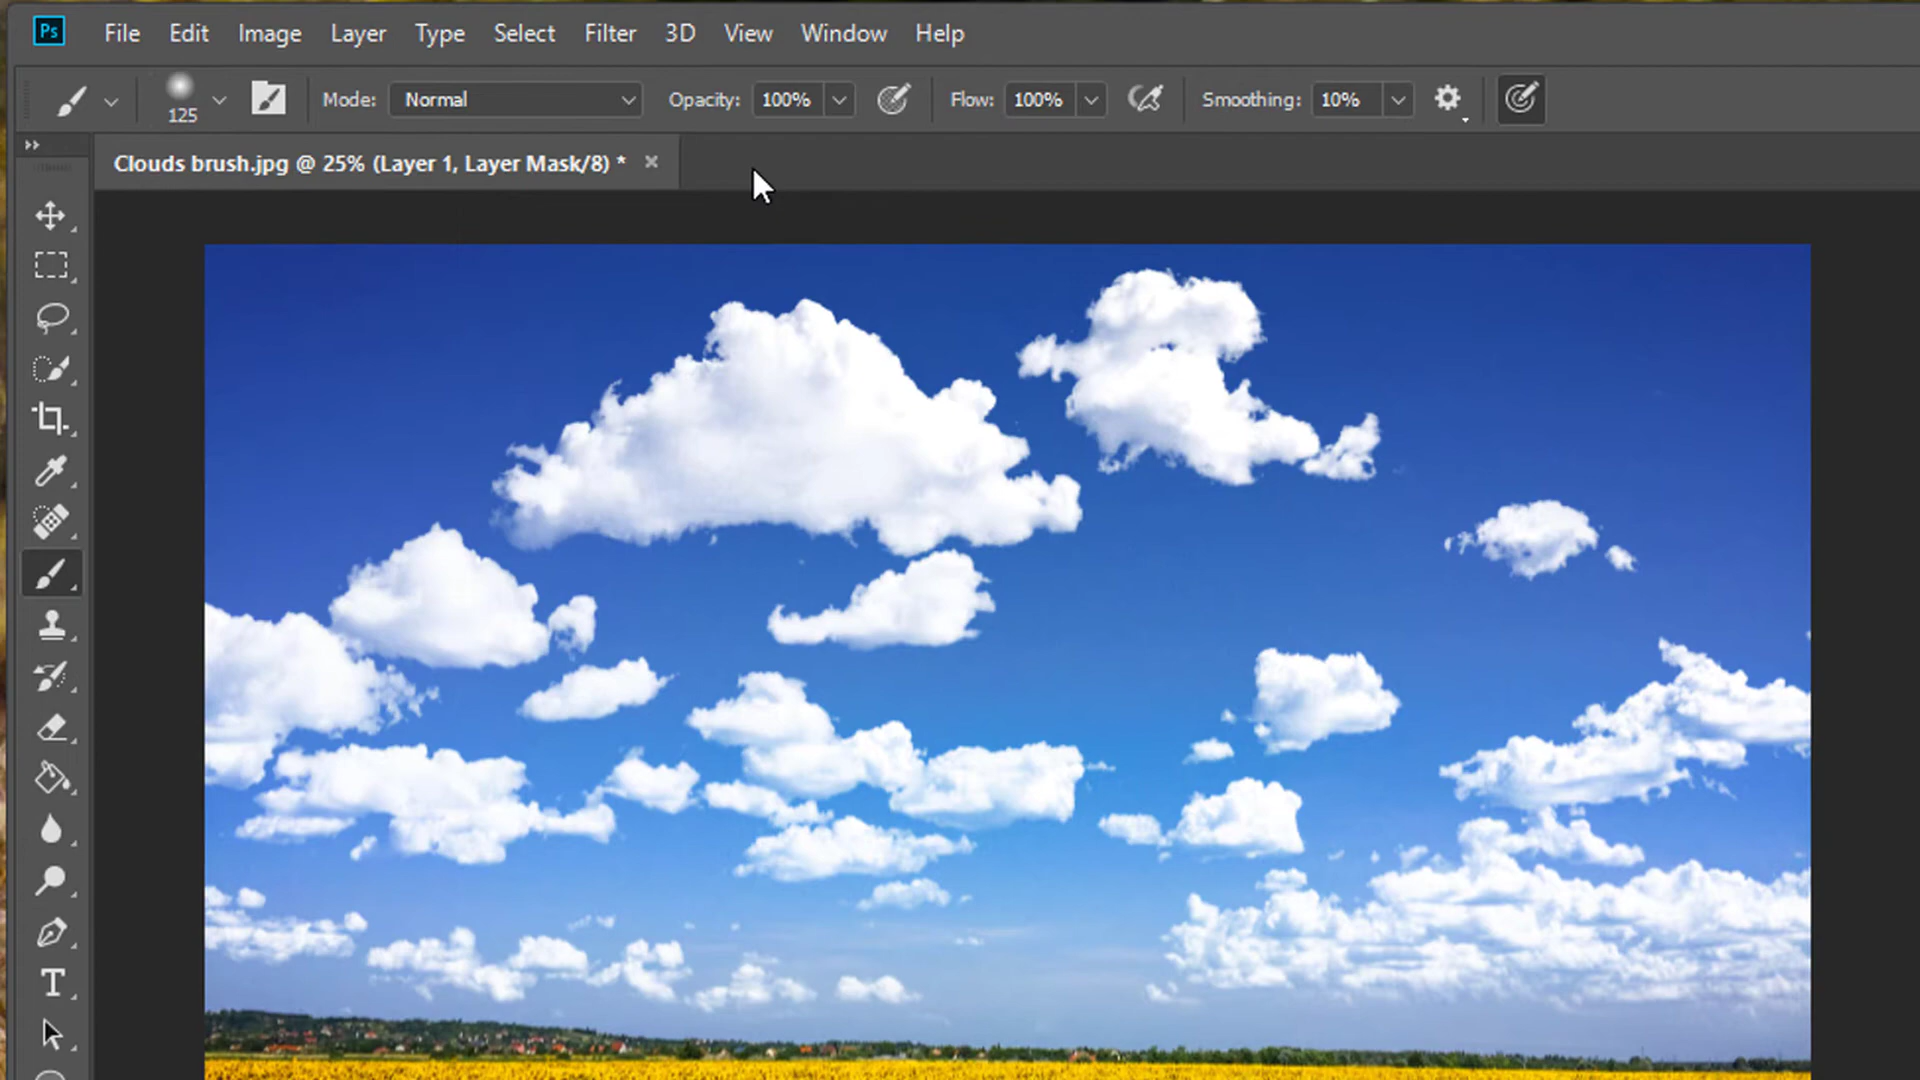 Ps File Edit Image Layer Type Select Filter 3D View Window Help
125 Mode: Normal Opacity: 100% Flow: 100% Smoothing: 10%
Clouds brush.jpg @ 25% (Layer 1, Layer Mask/8) *